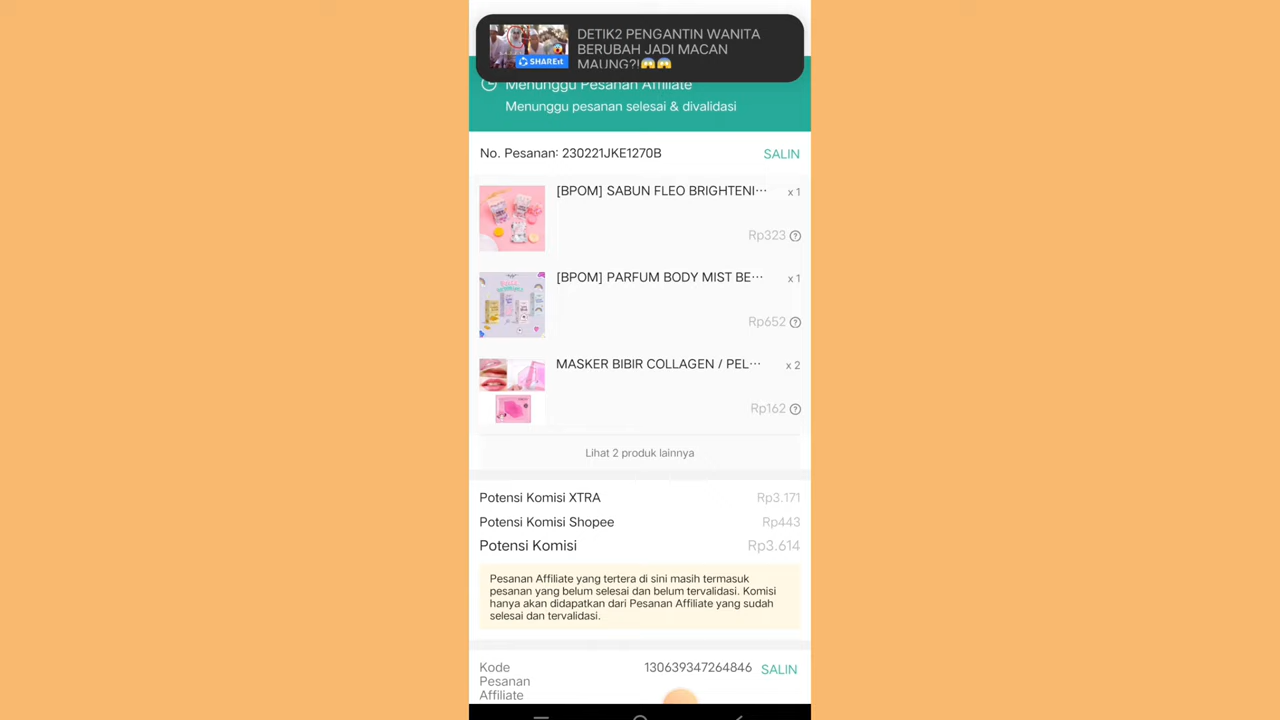 DETIK2 PENGANTIN WANITA
BERUBAH JADI MACAN
MAUNG?!😱😱
SHAREit
Menunggu Pesanan Affiliate
Menunggu pesanan selesai & divalidasi
No. Pesanan: 230221JKE1270B SALIN
[BPOM] SABUN FLEO BRIGHTENI··· x 1
Rp323
[BPOM] PARFUM BODY MIST BE··· x 1
Rp652
MASKER BIBIR COLLAGEN / PEL··· x 2
Rp162
Lihat 2 produk lainnya
Potensi Komisi XTRA Rp3.171
Potensi Komisi Shopee Rp443
Potensi Komisi Rp3.614
Pesanan Affiliate yang tertera di sini masih termasuk
pesanan yang belum selesai dan belum tervalidasi. Komisi
hanya akan didapatkan dari Pesanan Affiliate yang sudah
selesai dan tervalidasi.
Kode 130639347264846 SALIN
Pesanan
Affiliate